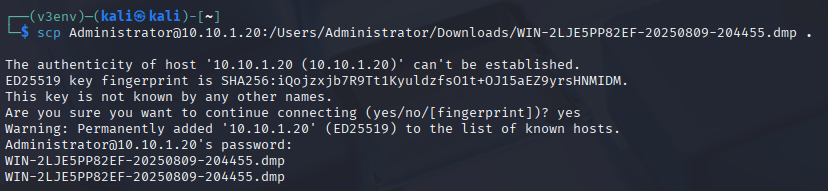 ┌──(v3env)─(kali㉿kali)-[~]
└─$ scp Administrator@10.10.1.20:/Users/Administrator/Downloads/WIN-2LJE5PP82EF-20250809-204455.dmp .
The authenticity of host '10.10.1.20 (10.10.1.20)' can't be established.
ED25519 key fingerprint is SHA256:iQojzxjb7R9Tt1KyuldzfsO1t+OJ15aEZ9yrsHNMIDM.
This key is not known by any other names.
Are you sure you want to continue connecting (yes/no/[fingerprint])? yes
Warning: Permanently added '10.10.1.20' (ED25519) to the list of known hosts.
Administrator@10.10.1.20's password:
WIN-2LJE5PP82EF-20250809-204455.dmp
WIN-2LJE5PP82EF-20250809-204455.dmp